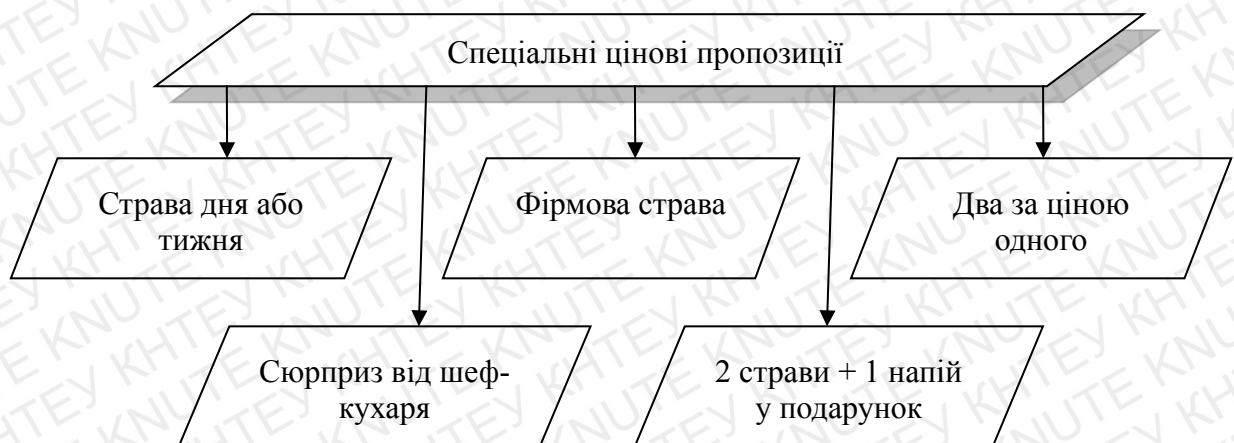 Спеціальні цінові пропозиції
Страва дня або
тижня
Фірмова страва
Два за ціною
одного
Сюрприз від шеф-
кухаря
2 страви + 1 напій
у подарунок